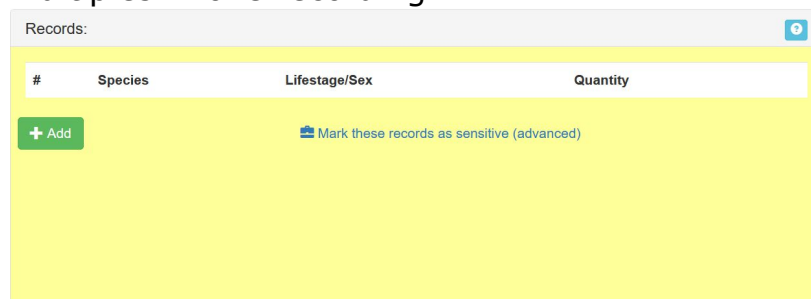 Records:
# Species Lifestage/Sex Quantity
+ Add Mark these records as sensitive (advanced)